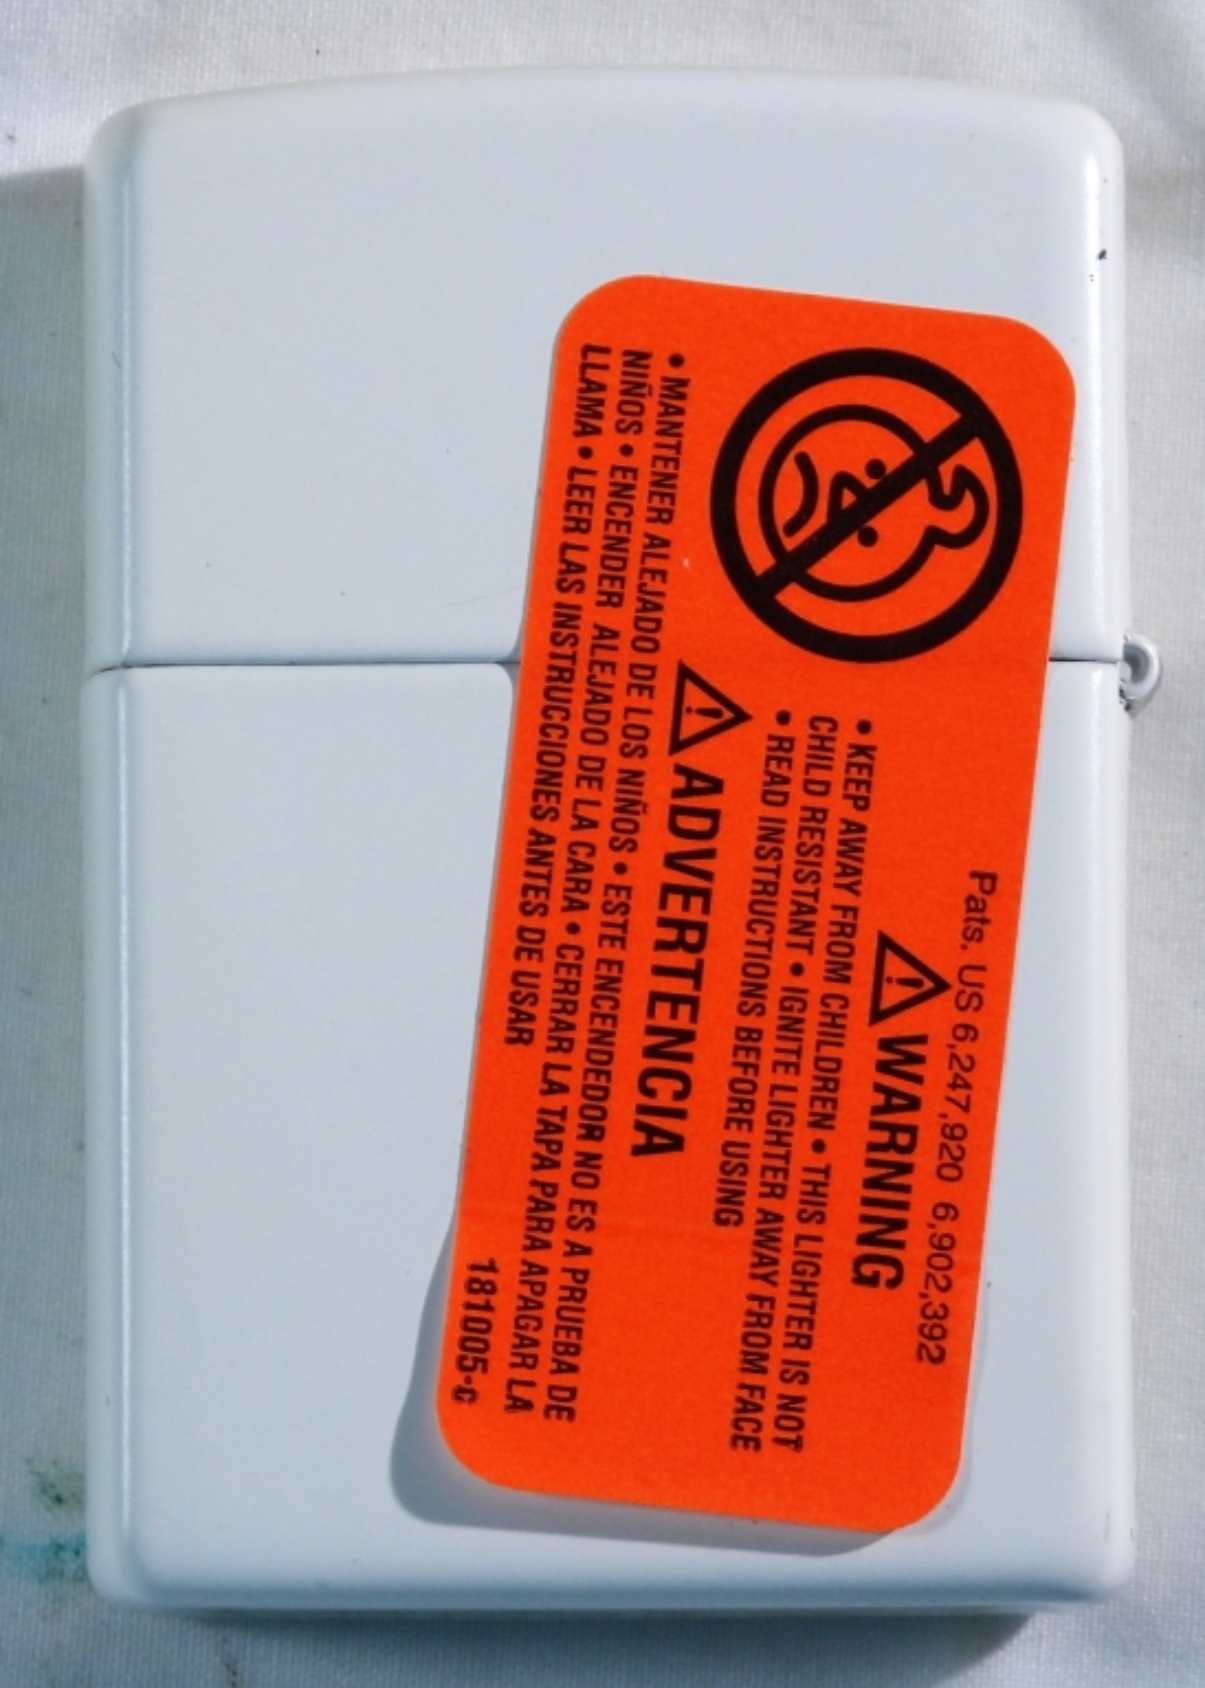 Pats. US 6,247,920 6,902,392
WARNING
• KEEP AWAY FROM CHILDREN • THIS LIGHTER IS NOT
CHILD RESISTANT • IGNITE LIGHTER AWAY FROM FACE
• READ INSTRUCTIONS BEFORE USING
ADVERTENCIA
• MANTENER ALEJADO DE LOS NIÑOS • ESTE ENCENDEDOR NO ES A PRUEBA DE
NIÑOS • ENCENDER ALEJADO DE LA CARA • CERRAR LA TAPA PARA APAGAR LA
LLAMA • LEER LAS INSTRUCCIONES ANTES DE USAR
181005-c